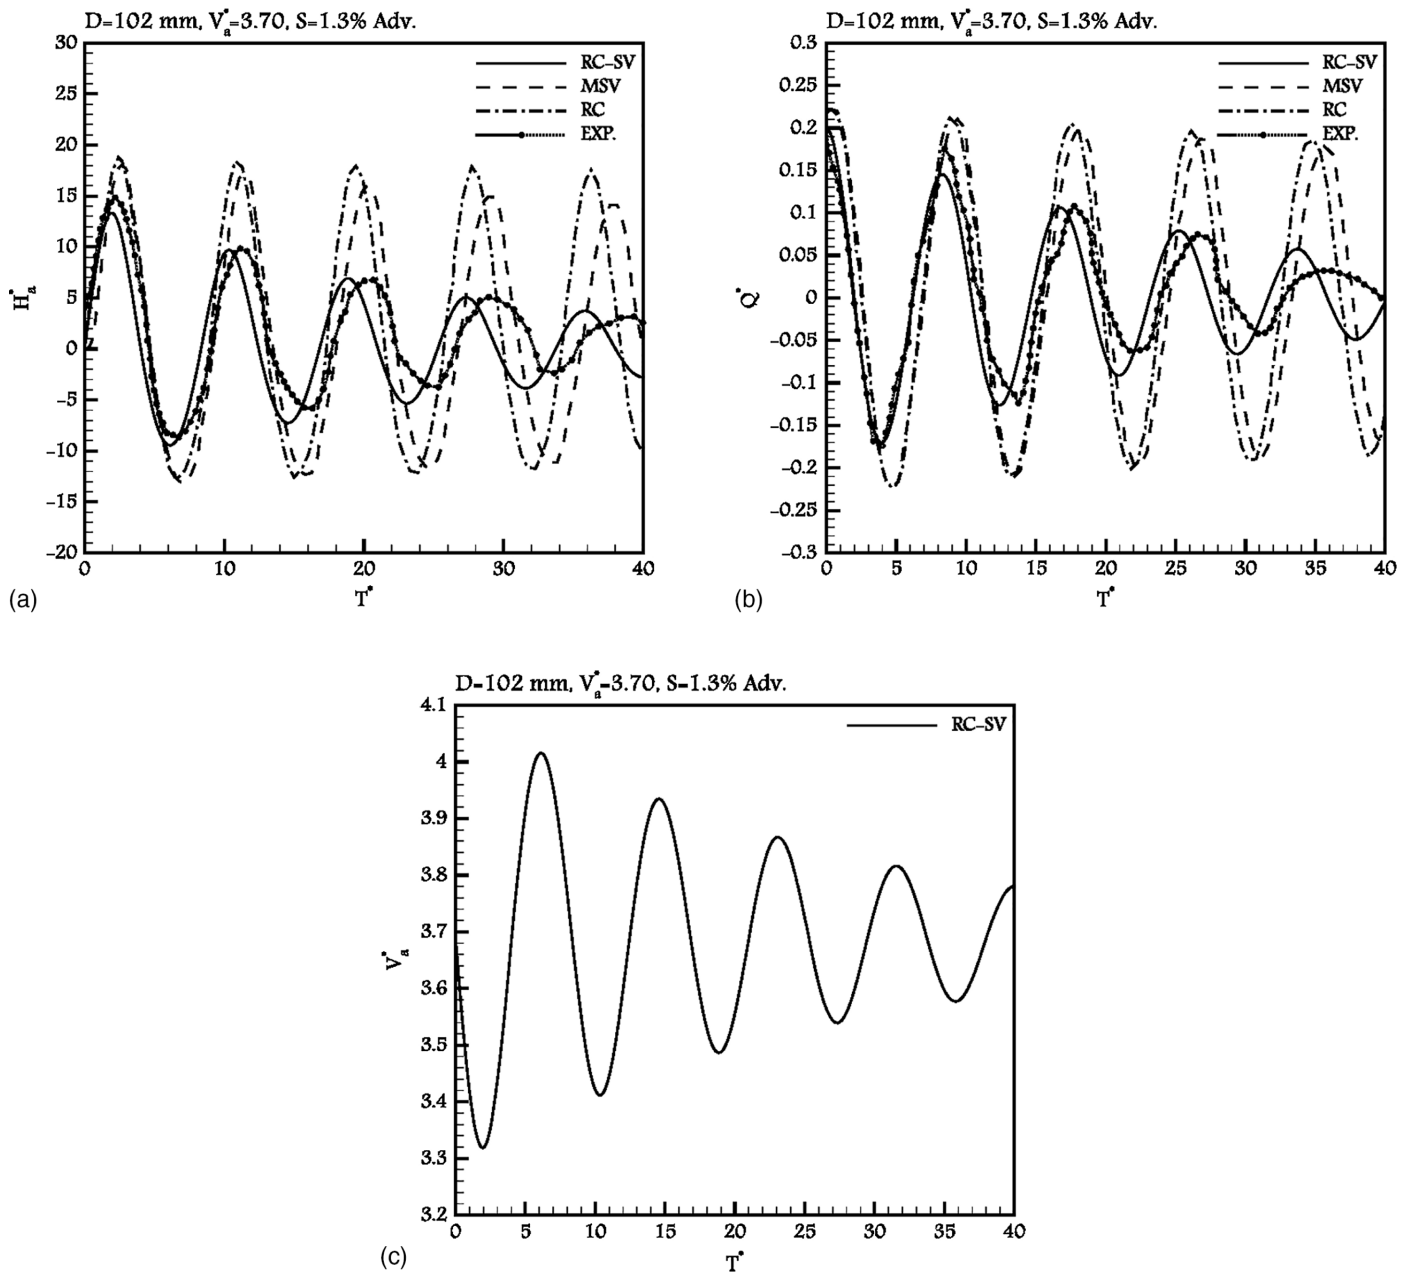 D=102 mm, V*a=3.70, S=1.3% Adv.
30
25
20
15
10
5
0
-5
-10
-15
-20
H*a
RC-SV
MSV
RC
EXP.
0 10 20 30 40
T*
(a)
D=102 mm, V*a=3.70, S=1.3% Adv.
0.3
0.25
0.2
0.15
0.1
0.05
0
-0.05
-0.1
-0.15
-0.2
-0.25
-0.3
Q*
RC-SV
MSV
RC
EXP.
0 5 10 15 20 25 30 35 40
T*
(b)
D=102 mm, V*a=3.70, S=1.3% Adv.
4.1
4
3.9
3.8
3.7
3.6
3.5
3.4
3.3
3.2
V*a
RC-SV
0 5 10 15 20 25 30 35 40
T*
(c)